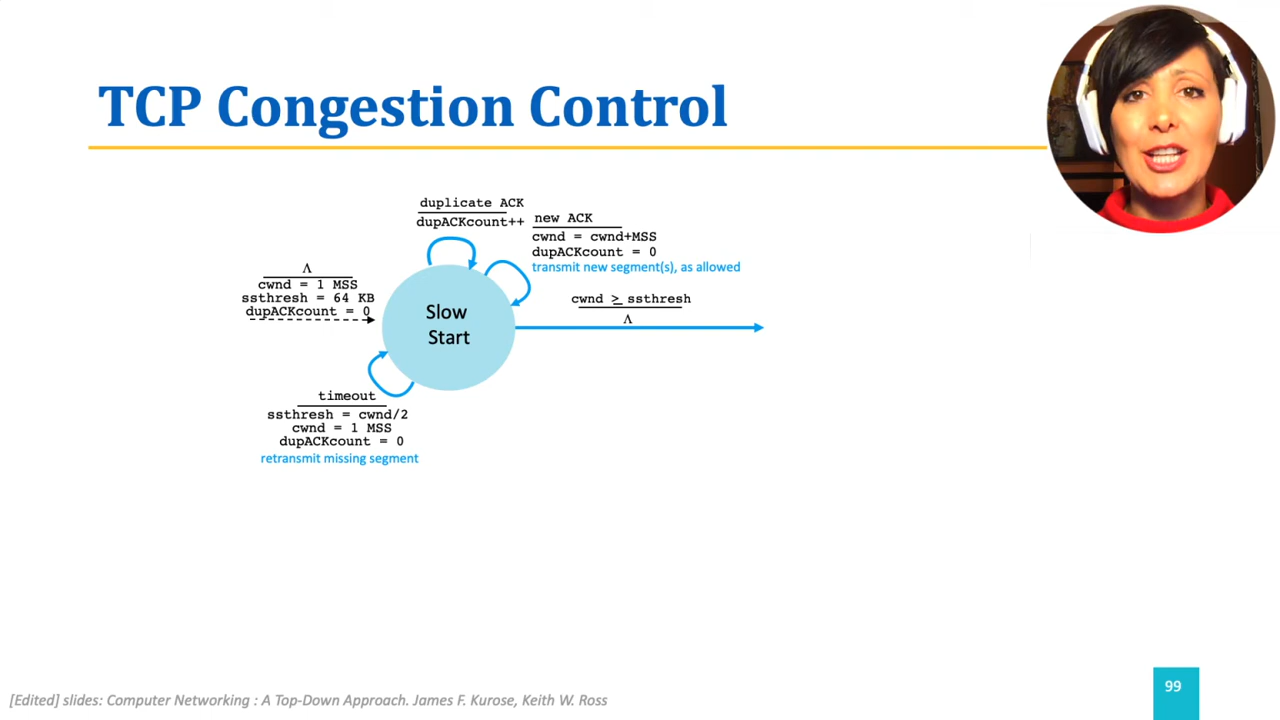 TCP Congestion Control
duplicate ACK
dupACKcount++
new ACK
cwnd = cwnd+MSS
dupACKcount = 0
transmit new segment(s), as allowed
Λ
cwnd = 1 MSS
ssthresh = 64 KB
dupACKcount = 0
Slow
Start
cwnd ≥ ssthresh
Λ
timeout
ssthresh = cwnd/2
cwnd = 1 MSS
dupACKcount = 0
retransmit missing segment
[Edited] slides: Computer Networking : A Top-Down Approach. James F. Kurose, Keith W. Ross
99